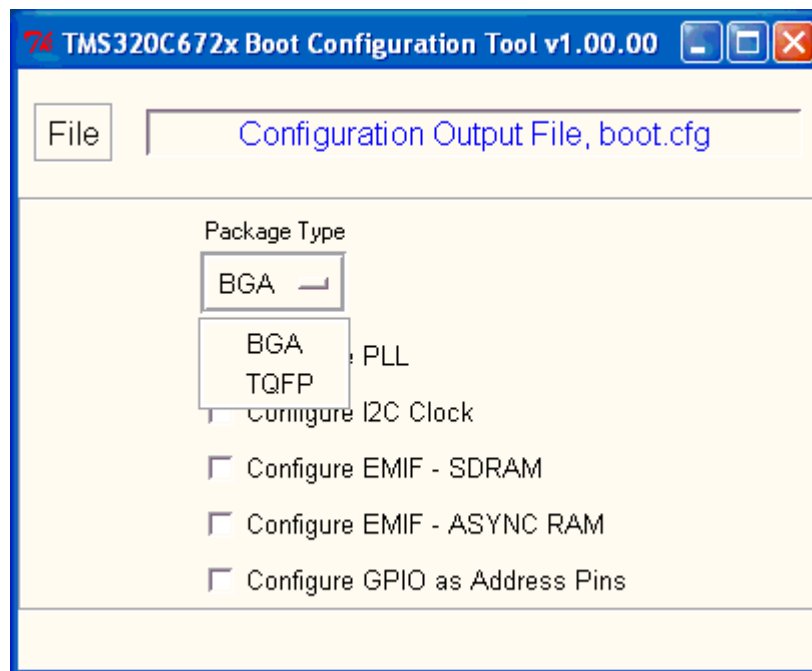 TMS320C672x Boot Configuration Tool v1.00.00
File
Configuration Output File, boot.cfg
Package Type
BGA
BGA
TQFP
PLL
Configure I2C Clock
Configure EMIF - SDRAM
Configure EMIF - ASYNC RAM
Configure GPIO as Address Pins